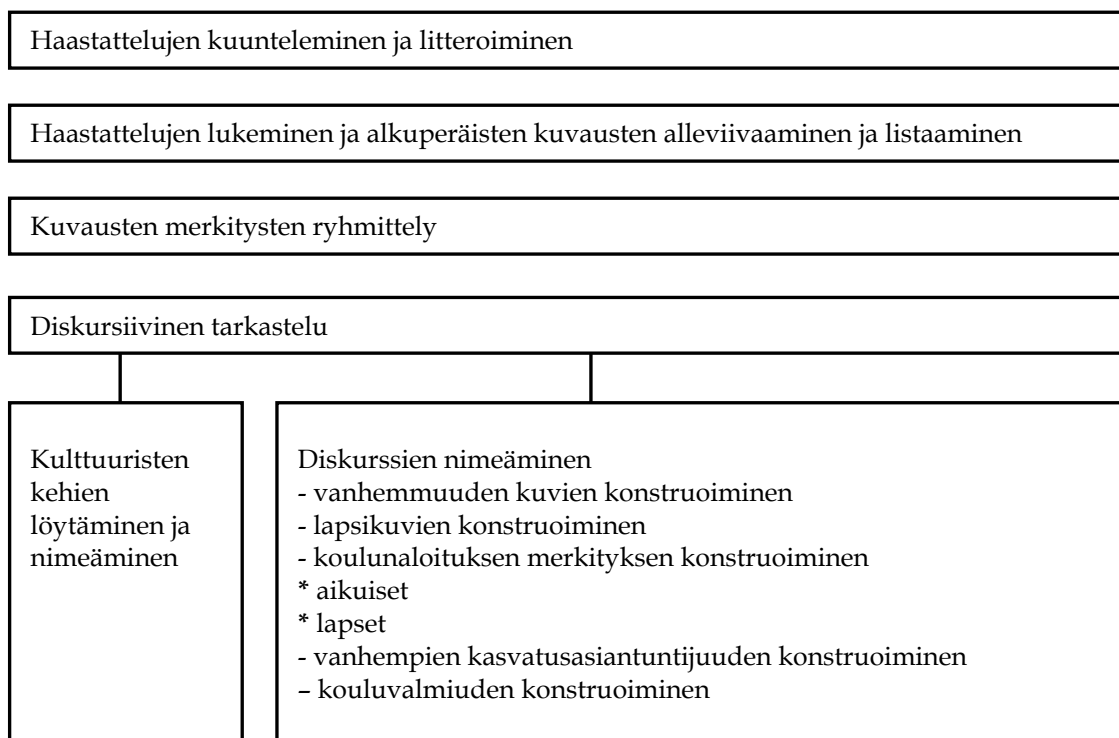 Haastattelujen kuunteleminen ja litteroiminen
Haastattelujen lukeminen ja alkuperäisten kuvausten alleviivaaminen ja listaaminen
Kuvausten merkitysten ryhmittely
Diskursiivinen tarkastelu
Kulttuuristen
kehien
löytäminen ja
nimeäminen
Diskurssien nimeäminen
- vanhemmuuden kuvien konstruoiminen
- lapsikuvien konstruoiminen
- koulunaloituksen merkityksen konstruoiminen
* aikuiset
* lapset
- vanhempien kasvatusasiantuntijuuden konstruoiminen
– kouluvalmiuden konstruoiminen